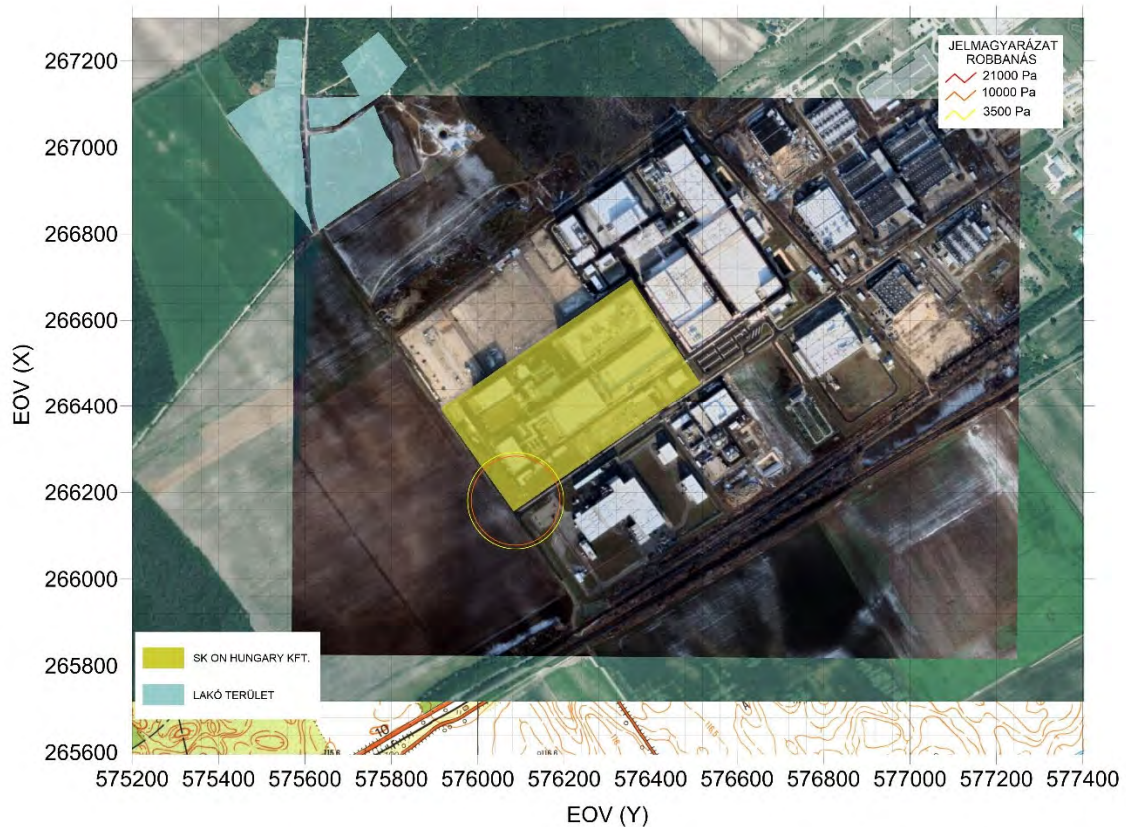 JELMAGYARÁZAT
ROBBANÁS
21000 Pa
10000 Pa
3500 Pa
267200
267000
266800
266600
266400
266200
266000
265800
265600
EOV (X)
SK ON HUNGARY KFT.
LAKÓ TERÜLET
10
575200 575400 575600 575800 576000 576200 576400 576600 576800 577000 577200 577400
EOV (Y)